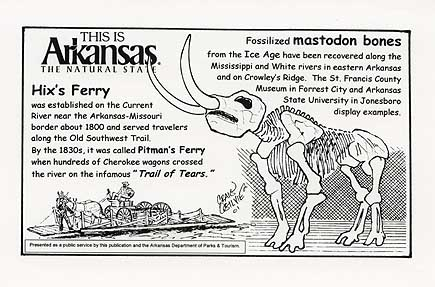 THIS IS
Arkansas.
THE NATURAL STATE
Hix's Ferry
was established on the Current
River near the Arkansas-Missouri
border about 1800 and served travelers
along the Old Southwest Trail.
By the 1830s, it was called Pitman's Ferry
when hundreds of Cherokee wagons crossed
the river on the infamous "Trail of Tears."
Fossilized mastodon bones
from the Ice Age have been recovered along the
Mississippi and White rivers in eastern Arkansas
and on Crowley's Ridge. The St. Francis County
Museum in Forrest City and Arkansas
State University in Jonesboro
display examples.
Presented as a public service by this publication and the Arkansas Department of Parks & Tourism.